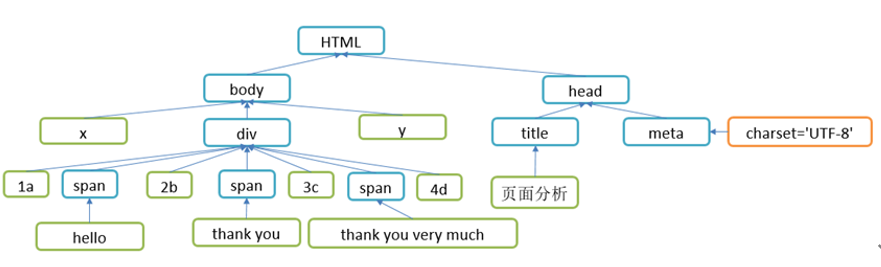 HTML
body
head
x
div
y
title
meta
charset='UTF-8'
1a
span
2b
span
3c
span
4d
页面分析
hello
thank you
thank you very much